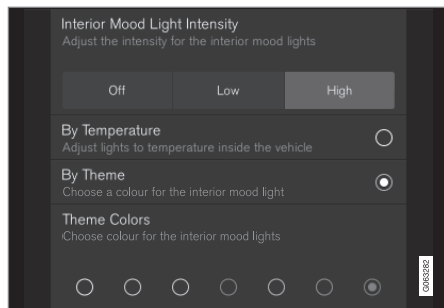 Interior Mood Light Intensity
Adjust the intensity for the interior mood lights
Off Low High
By Temperature
Adjust lights to temperature inside the vehicle
By Theme
Choose a colour for the interior mood light
Theme Colors
Choose colour for the interior mood lights
G063262